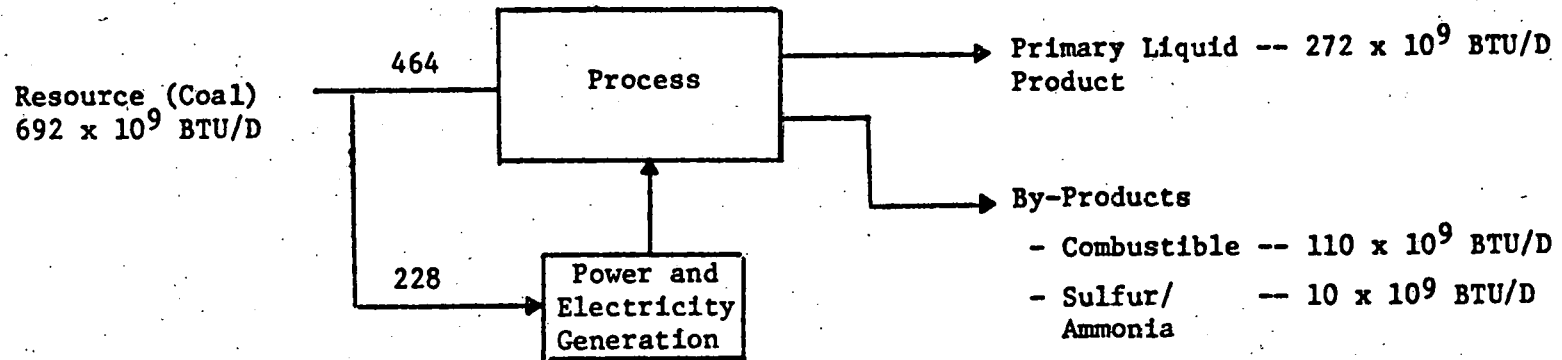 464
Resource (Coal)
692 x 10⁹ BTU/D
Process
Primary Liquid -- 272 x 10⁹ BTU/D
Product
By-Products
- Combustible -- 110 x 10⁹ BTU/D
- Sulfur/ -- 10 x 10⁹ BTU/D
Ammonia
228
Power and
Electricity
Generation